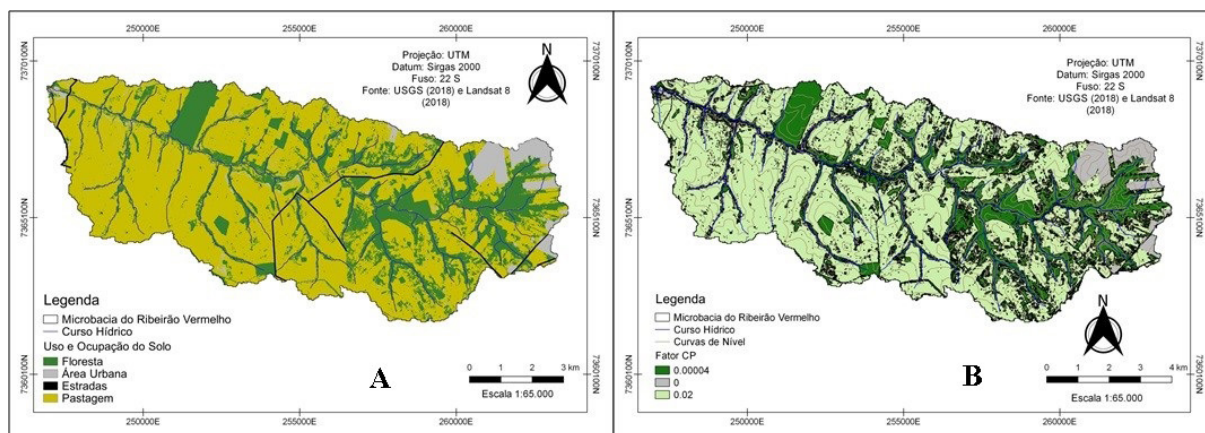 250000E
255000E
260000E
7370100N
7365100N
7360100N
N
Projeção: UTM
Datum: Sirgas 2000
Fuso: 22 S
Fonte: USGS (2018) e Landsat 8
(2018)
Legenda
Microbacia do Ribeirão Vermelho
Curso Hídrico
Uso e Ocupação do Solo
Floresta
Área Urbana
Estradas
Pastagem
A
0 1 2 3 km
Escala 1:65.000
7370100N
7365100N
7360100N
250000E
255000E
260000E
250000E
255000E
260000E
7370100N
7365100N
7360100N
N
Projeção: UTM
Datum: Sirgas 2000
Fuso: 22 S
Fonte: USGS (2018) e Landsat 8
(2018)
Legenda
Microbacia do Ribeirão Vermelho
Curso Hídrico
Curvas de Nível
Fator CP
0.00004
0
0.02
N
B
0 1 2 3 4 km
Escala 1:65.000
250000E
255000E
260000E